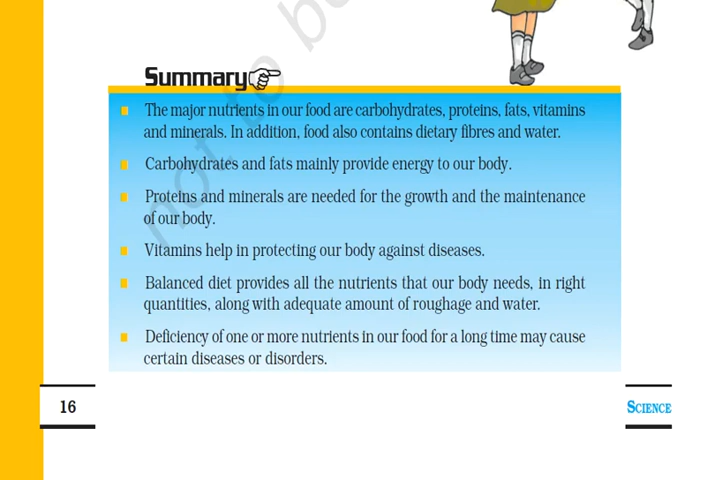 Summary
The major nutrients in our food are carbohydrates, proteins, fats, vitamins
and minerals. In addition, food also contains dietary fibres and water.
Carbohydrates and fats mainly provide energy to our body.
Proteins and minerals are needed for the growth and the maintenance
of our body.
Vitamins help in protecting our body against diseases.
Balanced diet provides all the nutrients that our body needs, in right
quantities, along with adequate amount of roughage and water.
Deficiency of one or more nutrients in our food for a long time may cause
certain diseases or disorders.
16
SCIENCE
not to be